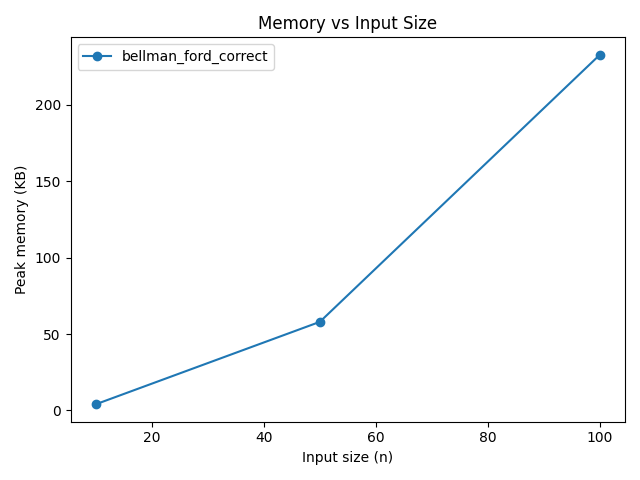 Memory vs Input Size
bellman_ford_correct
Peak memory (KB)
200
150
100
50
0
20 40 60 80 100
Input size (n)